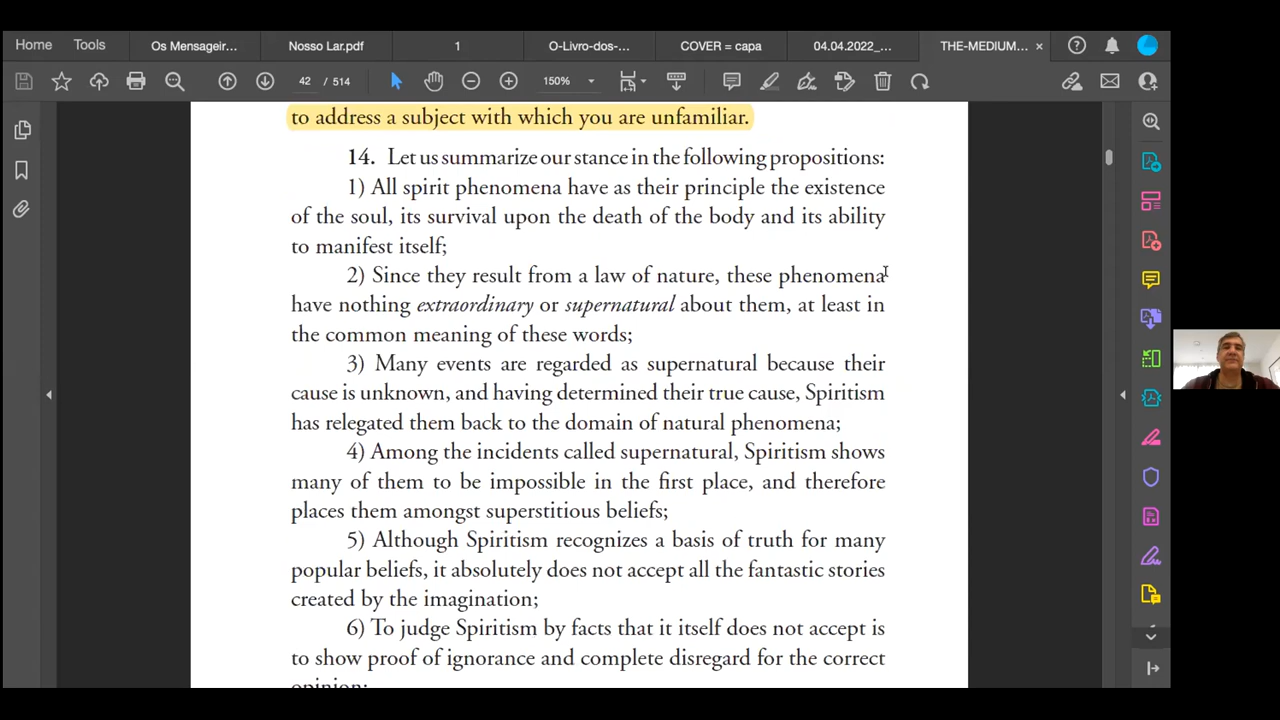 Home Tools Os Mensageir... Nosso Lar.pdf 1 O-Livro-dos-... COVER = capa 04.04.2022_... THE-MEDIUM... ×
42 / 514 150%
to address a subject with which you are unfamiliar.
14. Let us summarize our stance in the following propositions:
1) All spirit phenomena have as their principle the existence
of the soul, its survival upon the death of the body and its ability
to manifest itself;
2) Since they result from a law of nature, these phenomena
have nothing extraordinary or supernatural about them, at least in
the common meaning of these words;
3) Many events are regarded as supernatural because their
cause is unknown, and having determined their true cause, Spiritism
has relegated them back to the domain of natural phenomena;
4) Among the incidents called supernatural, Spiritism shows
many of them to be impossible in the first place, and therefore
places them amongst superstitious beliefs;
5) Although Spiritism recognizes a basis of truth for many
popular beliefs, it absolutely does not accept all the fantastic stories
created by the imagination;
6) To judge Spiritism by facts that it itself does not accept is
to show proof of ignorance and complete disregard for the correct
opinion;